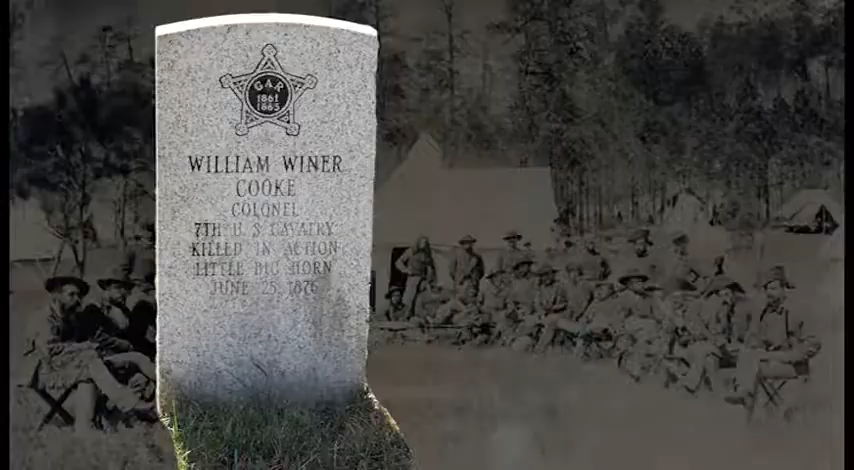 GAR
1861
1865
WILLIAM WINER
COOKE
COLONEL
7TH U S CAVALRY
KILLED IN ACTION
LITTLE BIG HORN
JUNE 25, 1876